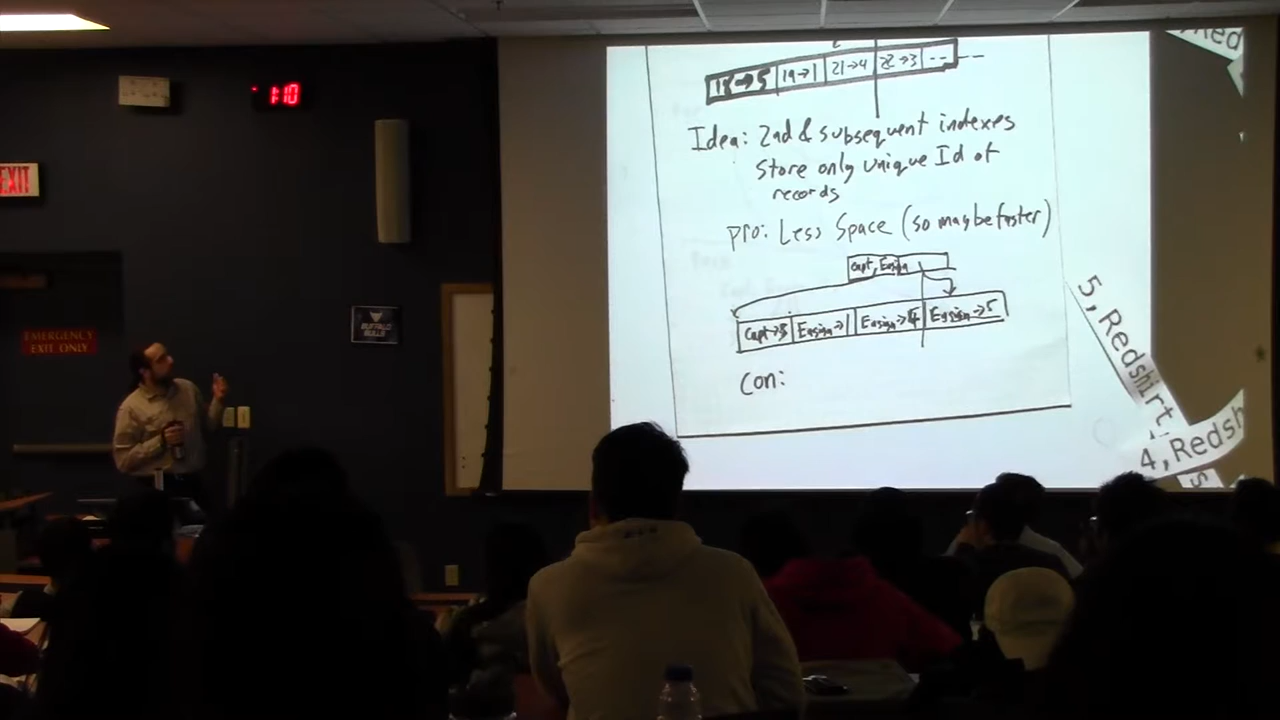 1:10
EXIT
EMERGENCY
EXIT ONLY
BUFFALO
BULLS
19→1 21→4 22→3 --
Idea: 2nd & subsequent indexes
Store only unique Id of
records
pro: Less Space (so maybe faster)
Capt, Ensign
Capt→3 Ensign→1 Ensign→4 Ensign→5
Con:
5, Redshirt,
4, Redsh